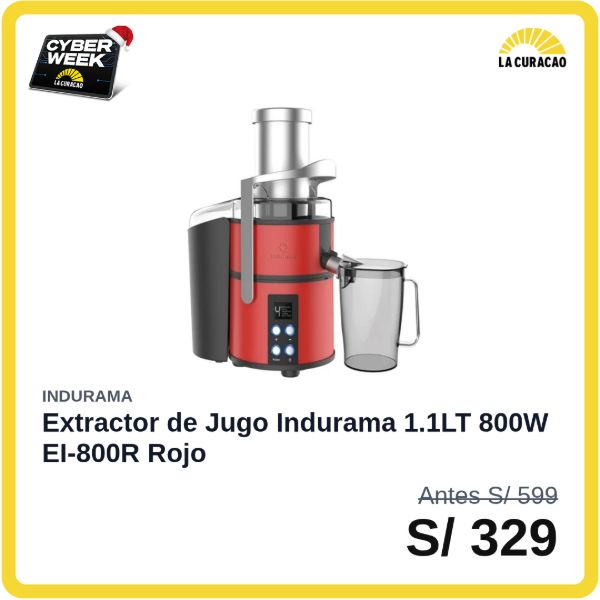 CYBER
WEEK
LA CURACAO
LA CURACAO
INDURAMA
Extractor de Jugo Indurama 1.1LT 800W
EI-800R Rojo
Antes S/ 599
S/ 329